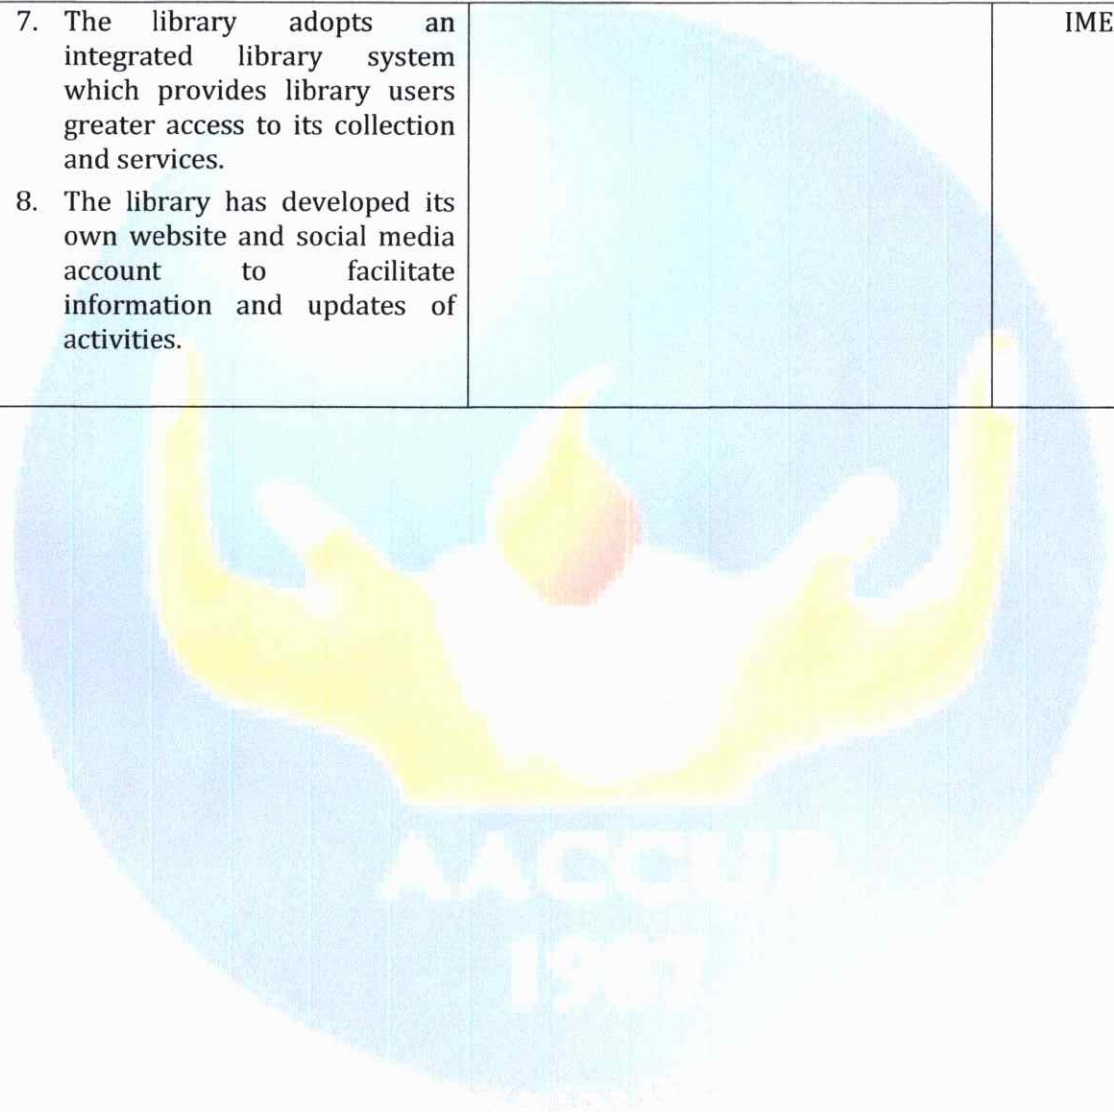 7. The library adopts an
IME
integrated library system
which provides library users
greater access to its collection
and services.
8. The library has developed its
own website and social media
account to facilitate
information and updates of
activities.
AACCUP